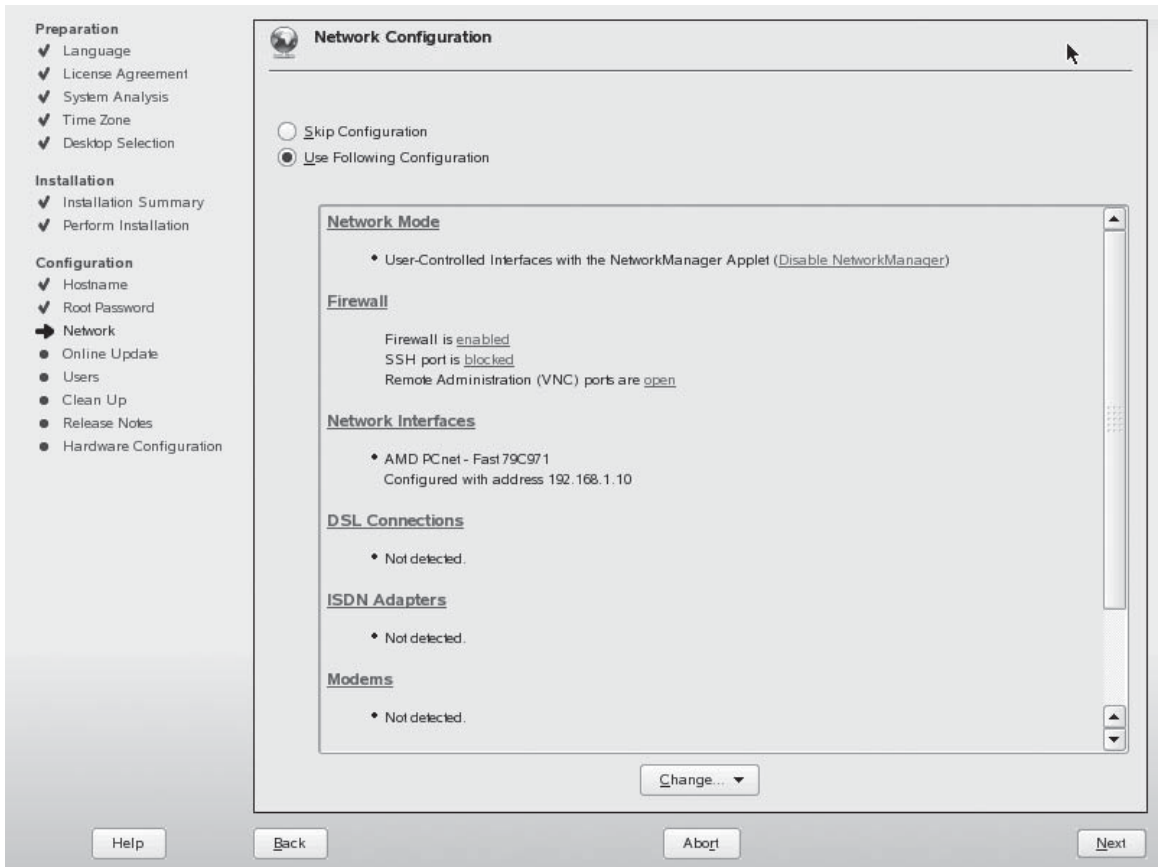 Preparation
Language
License Agreement
System Analysis
Time Zone
Desktop Selection
Installation
Installation Summary
Perform Installation
Configuration
Hostname
Root Password
Network
Online Update
Users
Clean Up
Release Notes
Hardware Configuration
Network Configuration
Skip Configuration
Use Following Configuration
Network Mode
• User-Controlled Interfaces with the NetworkManager Applet (Disable NetworkManager)
Firewall
Firewall is enabled
SSH port is blocked
Remote Administration (VNC) ports are open
Network Interfaces
• AMD PCnet - Fast 79C971
Configured with address 192.168.1.10
DSL Connections
• Not detected.
ISDN Adapters
• Not detected.
Modems
• Not detected.
Change...
Help
Back
Abort
Next